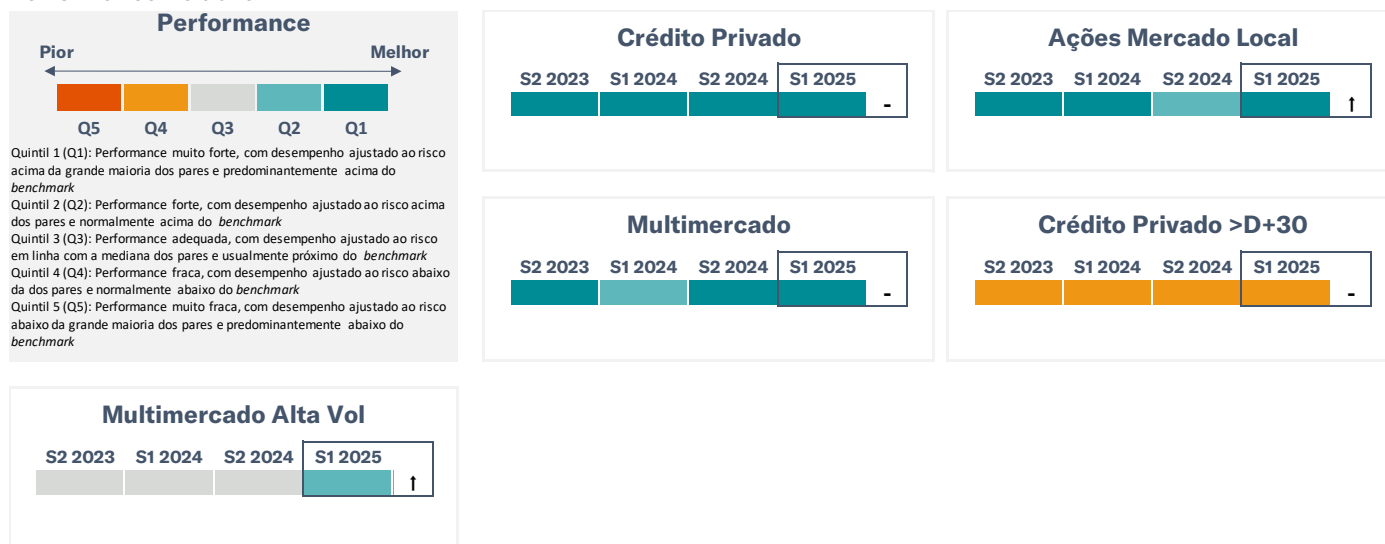 Performance
Pior Melhor
Q5 Q4 Q3 Q2 Q1
Quintil 1 (Q1): Performance muito forte, com desempenho ajustado ao risco
acima da grande maioria dos pares e predominantemente acima do
benchmark
Quintil 2 (Q2): Performance forte, com desempenho ajustado ao risco acima
dos pares e normalmente acima do benchmark
Quintil 3 (Q3): Performance adequada, com desempenho ajustado ao risco
em linha com a mediana dos pares e usualmente próximo do benchmark
Quintil 4 (Q4): Performance fraca, com desempenho ajustado ao risco abaixo
da dos pares e normalmente abaixo do benchmark
Quintil 5 (Q5): Performance muito fraca, com desempenho ajustado ao risco
abaixo da grande maioria dos pares e predominantemente abaixo do
benchmark
Crédito Privado
S2 2023 S1 2024 S2 2024 S1 2025
-
Ações Mercado Local
S2 2023 S1 2024 S2 2024 S1 2025
↑
Multimercado
S2 2023 S1 2024 S2 2024 S1 2025
-
Crédito Privado >D+30
S2 2023 S1 2024 S2 2024 S1 2025
-
Multimercado Alta Vol
S2 2023 S1 2024 S2 2024 S1 2025
↑